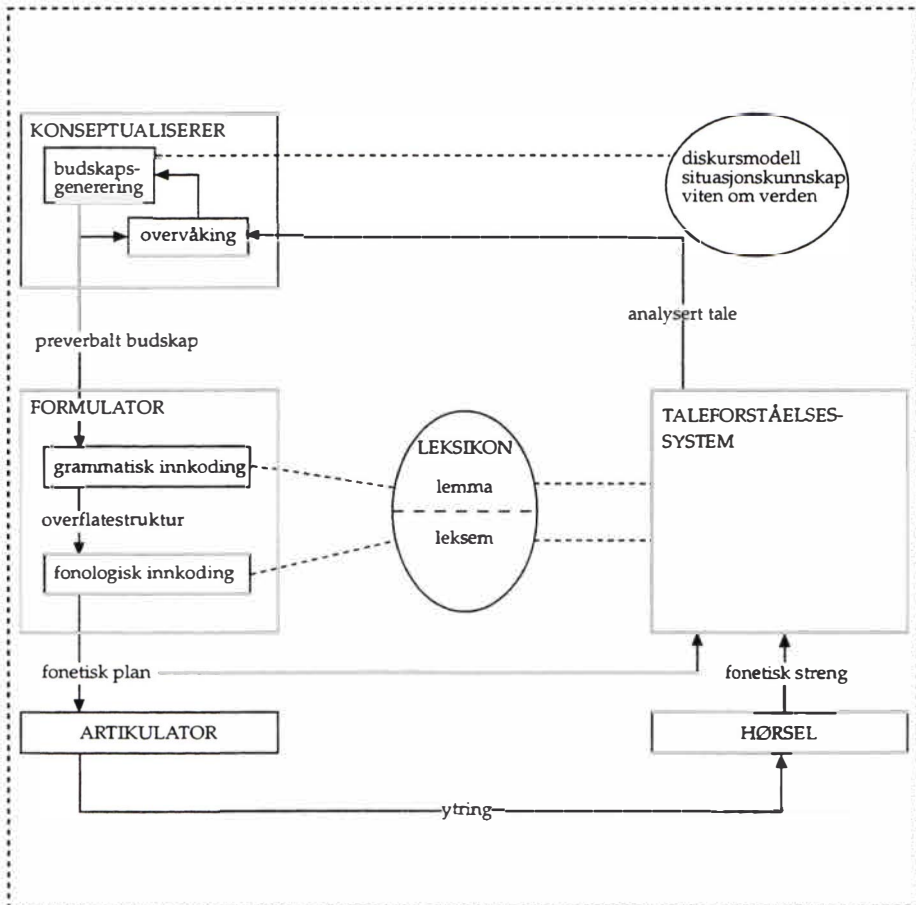 KONSEPTUALISERER
budskaps-
generering
overvåking
diskursmodell
situasjonskunnskap
viten om verden
analysert tale
preverbalt budskap
FORMULATOR
grammatisk innkoding
overflatestruktur
fonologisk innkoding
LEKSIKON
lemma
leksem
TALEFORSTÅELSES-
SYSTEM
fonetisk plan
fonetisk streng
ARTIKULATOR
HØRSEL
ytring